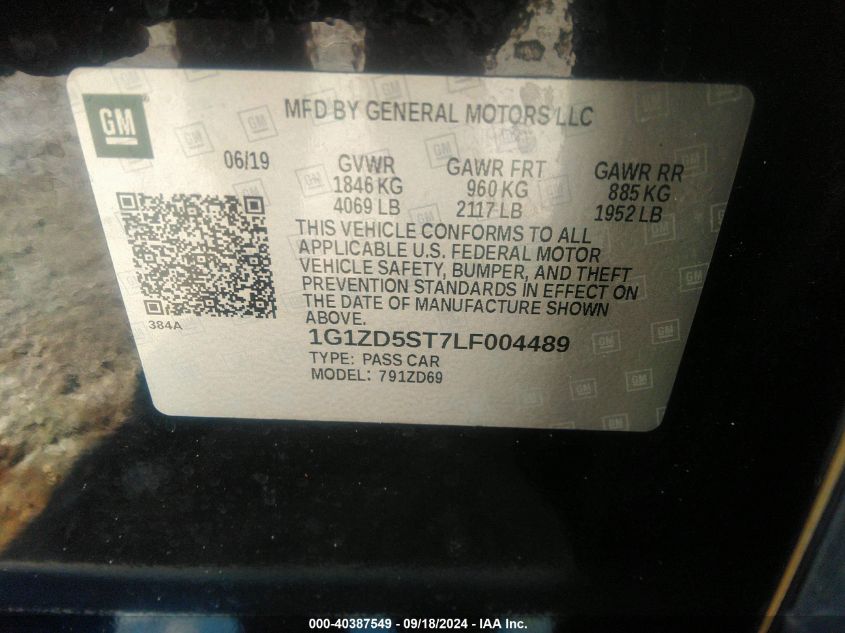 GM
MFD BY GENERAL MOTORS LLC
06/19
GVWR
1846 KG
4069 LB
GAWR FRT
960 KG
2117 LB
GAWR RR
885 KG
1952 LB
THIS VEHICLE CONFORMS TO ALL
APPLICABLE U.S. FEDERAL MOTOR
VEHICLE SAFETY, BUMPER, AND THEFT
PREVENTION STANDARDS IN EFFECT ON
THE DATE OF MANUFACTURE SHOWN
ABOVE.
384A
1G1ZD5ST7LF004489
TYPE: PASS CAR
MODEL: 791ZD69
000-40387549 - 09/18/2024 - IAA Inc.